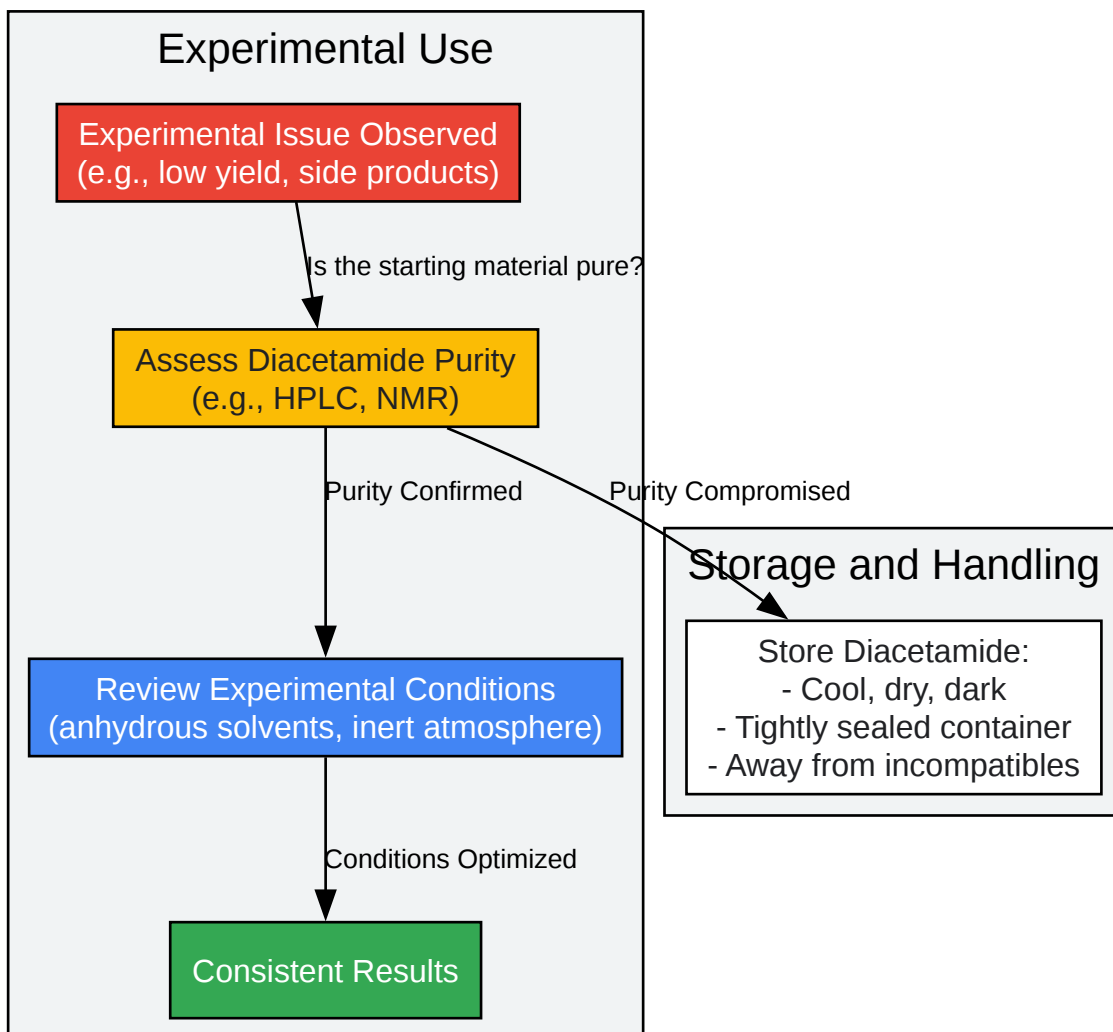 Experimental Use
Experimental Issue Observed
(e.g., low yield, side products)
Is the starting material pure?
Assess Diacetamide Purity
(e.g., HPLC, NMR)
Purity Confirmed
Purity Compromised
Storage and Handling
Store Diacetamide:
- Cool, dry, dark
- Tightly sealed container
- Away from incompatibles
Review Experimental Conditions
(anhydrous solvents, inert atmosphere)
Conditions Optimized
Consistent Results